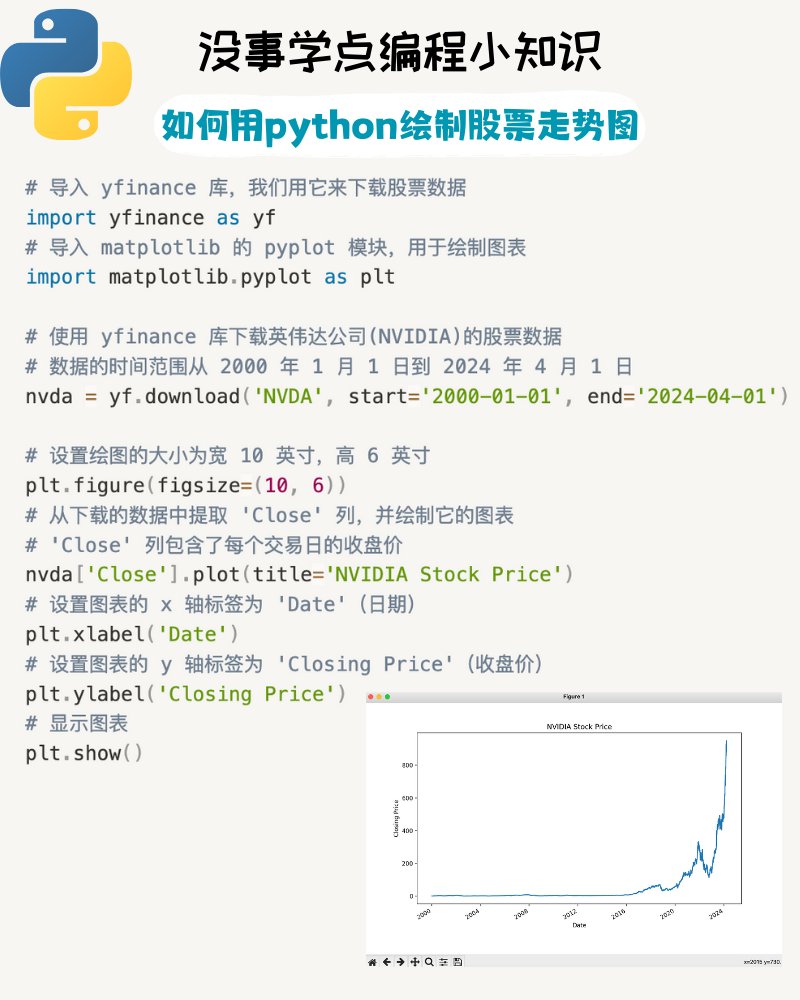 没事学点编程小知识
如何用python绘制股票走势图
# 导入 yfinance 库，我们用它来下载股票数据
import yfinance as yf
# 导入 matplotlib 的 pyplot 模块，用于绘制图表
import matplotlib.pyplot as plt
# 使用 yfinance 库下载英伟达公司(NVIDIA)的股票数据
# 数据的时间范围从 2000 年 1 月 1 日到 2024 年 4 月 1 日
nvda = yf.download('NVDA', start='2000-01-01', end='2024-04-01')
# 设置绘图的大小为宽 10 英寸，高 6 英寸
plt.figure(figsize=(10, 6))
# 从下载的数据中提取 'Close' 列，并绘制它的图表
# 'Close' 列包含了每个交易日的收盘价
nvda['Close'].plot(title='NVIDIA Stock Price')
# 设置图表的 x 轴标签为 'Date'（日期）
plt.xlabel('Date')
# 设置图表的 y 轴标签为 'Closing Price'（收盘价）
plt.ylabel('Closing Price')
# 显示图表
plt.show()
Figure 1
NVIDIA Stock Price
Closing Price
800
600
400
200
0
2000
2004
2008
2012
2016
2020
2024
Date
x=2015 y=730.